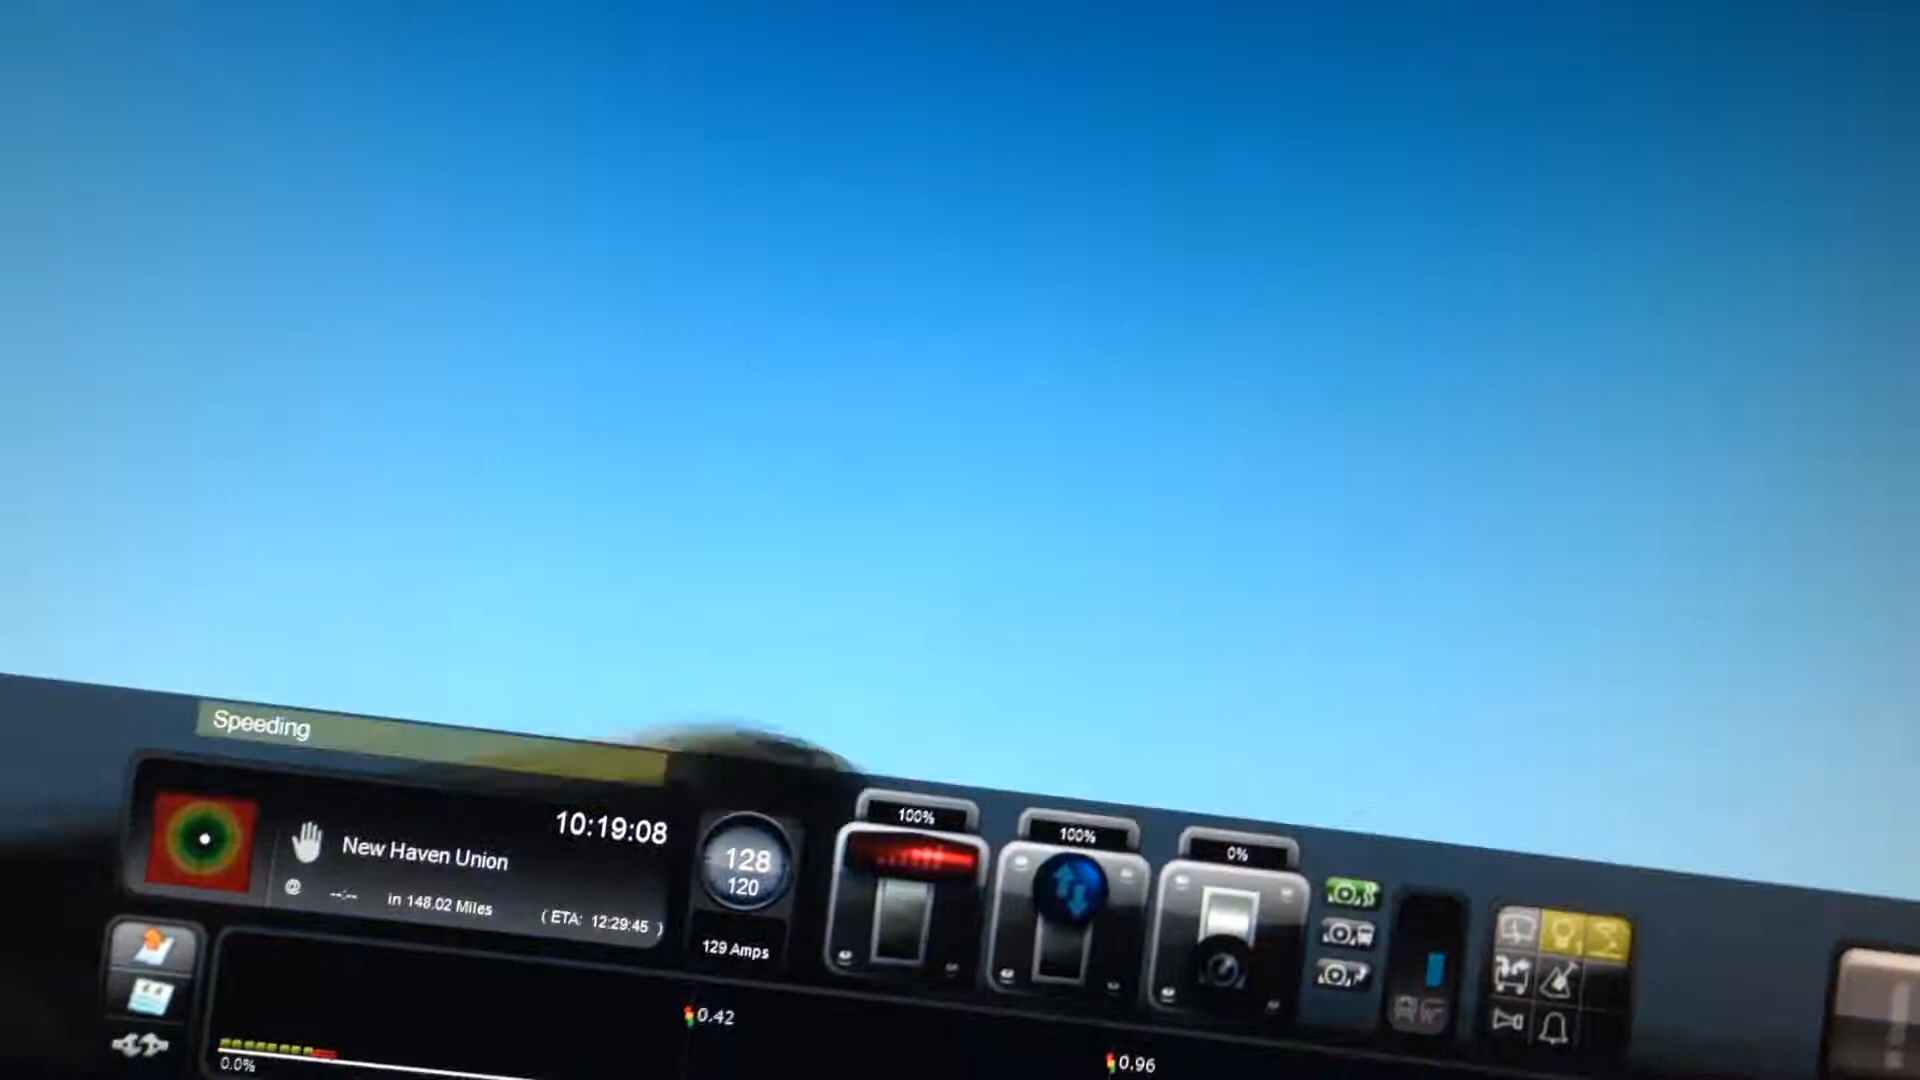 Speeding
10:19:08
New Haven Union
@ --:-- in 148.02 Miles ( ETA: 12:29:45 )
128
120
129 Amps
100%
100%
0%
0.42
0.96
0.0%